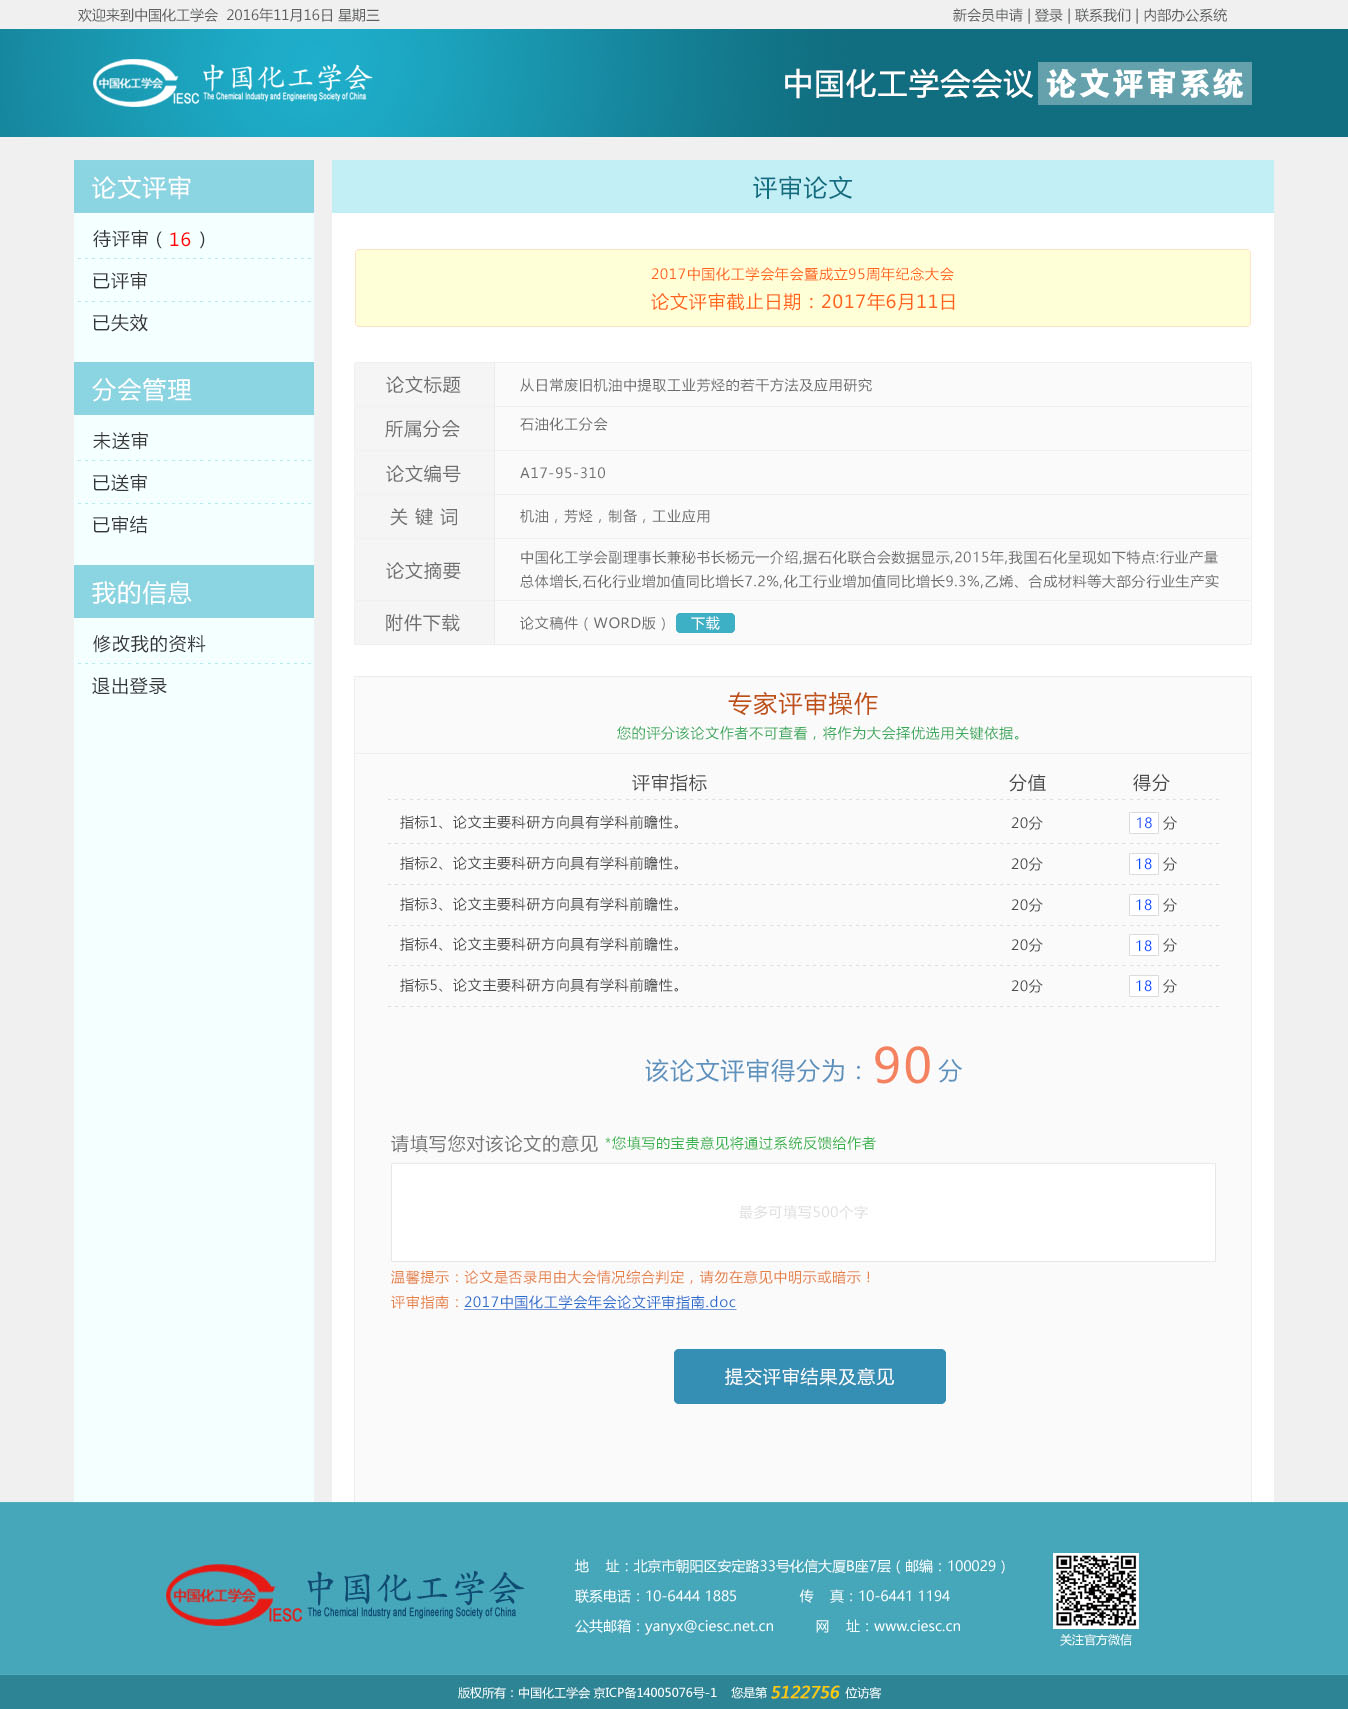 欢迎来到中国化工学会 2016年11月16日 星期三
新会员申请 | 登录 | 联系我们 | 内部办公系统
中国化工学会
CIESC
中国化工学会
The Chemical Industry and Engineering Society of China
中国化工学会会议 论文评审系统
论文评审
待评审（16）
已评审
已失效
分会管理
未送审
已送审
已审结
我的信息
修改我的资料
退出登录
评审论文
2017中国化工学会年会暨成立95周年纪念大会
论文评审截止日期：2017年6月11日
论文标题 从日常废旧机油中提取工业芳烃的若干方法及应用研究
所属分会 石油化工分会
论文编号 A17-95-310
关 键 词 机油，芳烃，制备，工业应用
论文摘要 中国化工学会副理事长兼秘书长杨元一介绍,据石化联合会数据显示,2015年,我国石化呈现如下特点:行业产量
总体增长,石化行业增加值同比增长7.2%,化工行业增加值同比增长9.3%,乙烯、合成材料等大部分行业生产实
附件下载 论文稿件（WORD版） 下载
专家评审操作
您的评分该论文作者不可查看，将作为大会择优选用关键依据。
评审指标 分值 得分
指标1、论文主要科研方向具有学科前瞻性。 20分 18 分
指标2、论文主要科研方向具有学科前瞻性。 20分 18 分
指标3、论文主要科研方向具有学科前瞻性。 20分 18 分
指标4、论文主要科研方向具有学科前瞻性。 20分 18 分
指标5、论文主要科研方向具有学科前瞻性。 20分 18 分
该论文评审得分为：90 分
请填写您对该论文的意见 *您填写的宝贵意见将通过系统反馈给作者
最多可填写500个字
温馨提示：论文是否录用由大会情况综合判定，请勿在意见中明示或暗示！
评审指南：2017中国化工学会年会论文评审指南.doc
提交评审结果及意见
中国化工学会
CIESC
中国化工学会
The Chemical Industry and Engineering Society of China
地 址：北京市朝阳区安定路33号化信大厦B座7层（邮编：100029）
联系电话：10-6444 1885 传 真：10-6441 1194
公共邮箱：yanyx@ciesc.net.cn 网 址：www.ciesc.cn
关注官方微信
版权所有：中国化工学会 京ICP备14005076号-1 您是第 5122756 位访客